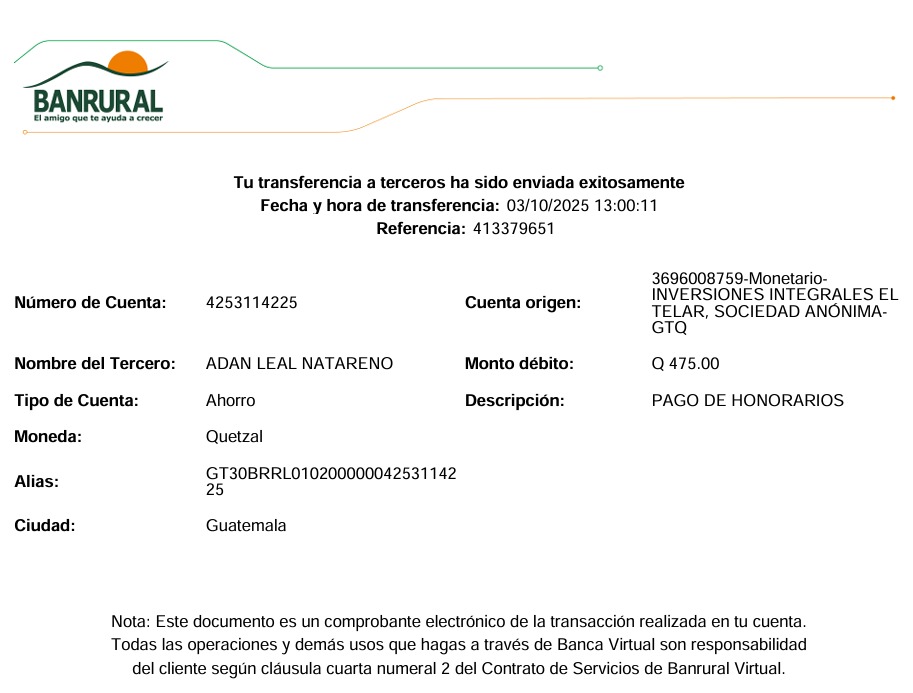 BANRURAL
El amigo que te ayuda a crecer
Tu transferencia a terceros ha sido enviada exitosamente
Fecha y hora de transferencia: 03/10/2025 13:00:11
Referencia: 413379651
Número de Cuenta: 4253114225
Cuenta origen: 3696008759-Monetario-
INVERSIONES INTEGRALES EL
TELAR, SOCIEDAD ANÓNIMA-
GTQ
Nombre del Tercero: ADAN LEAL NATARENO
Monto débito: Q 475.00
Tipo de Cuenta: Ahorro
Descripción: PAGO DE HONORARIOS
Moneda: Quetzal
Alias: GT30BRRL010200000042531142
25
Ciudad: Guatemala
Nota: Este documento es un comprobante electrónico de la transacción realizada en tu cuenta.
Todas las operaciones y demás usos que hagas a través de Banca Virtual son responsabilidad
del cliente según cláusula cuarta numeral 2 del Contrato de Servicios de Banrural Virtual.